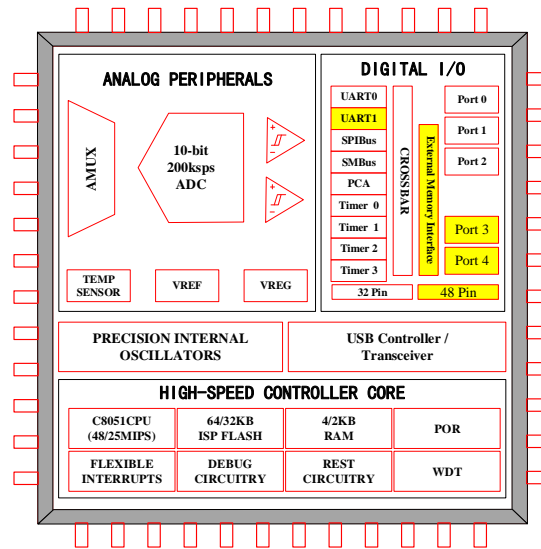 ANALOG PERIPHERALS
AMUX
10-bit
200ksps
ADC
+
-
+
-
TEMP
SENSOR
VREF
VREG
DIGITAL I/O
UART0
UART1
SPIBus
SMBus
PCA
Timer 0
Timer 1
Timer 2
Timer 3
CROSSBAR
External Memory Interface
Port 0
Port 1
Port 2
Port 3
Port 4
32 Pin
48 Pin
PRECISION INTERNAL
OSCILLATORS
USB Controller /
Transceiver
HIGH-SPEED CONTROLLER CORE
C8051CPU
(48/25MIPS)
64/32KB
ISP FLASH
4/2KB
RAM
POR
FLEXIBLE
INTERRUPTS
DEBUG
CIRCUITRY
REST
CIRCUITRY
WDT